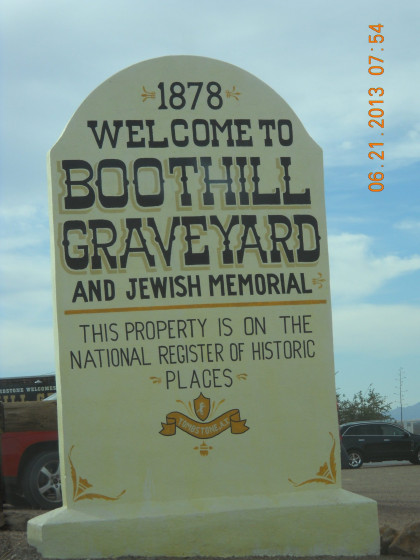 1878
WELCOME TO
BOOTHILL
GRAVEYARD
AND JEWISH MEMORIAL
THIS PROPERTY IS ON THE
NATIONAL REGISTER OF HISTORIC
PLACES
TOMBSTONE, AZ
06.21.2013 07:54